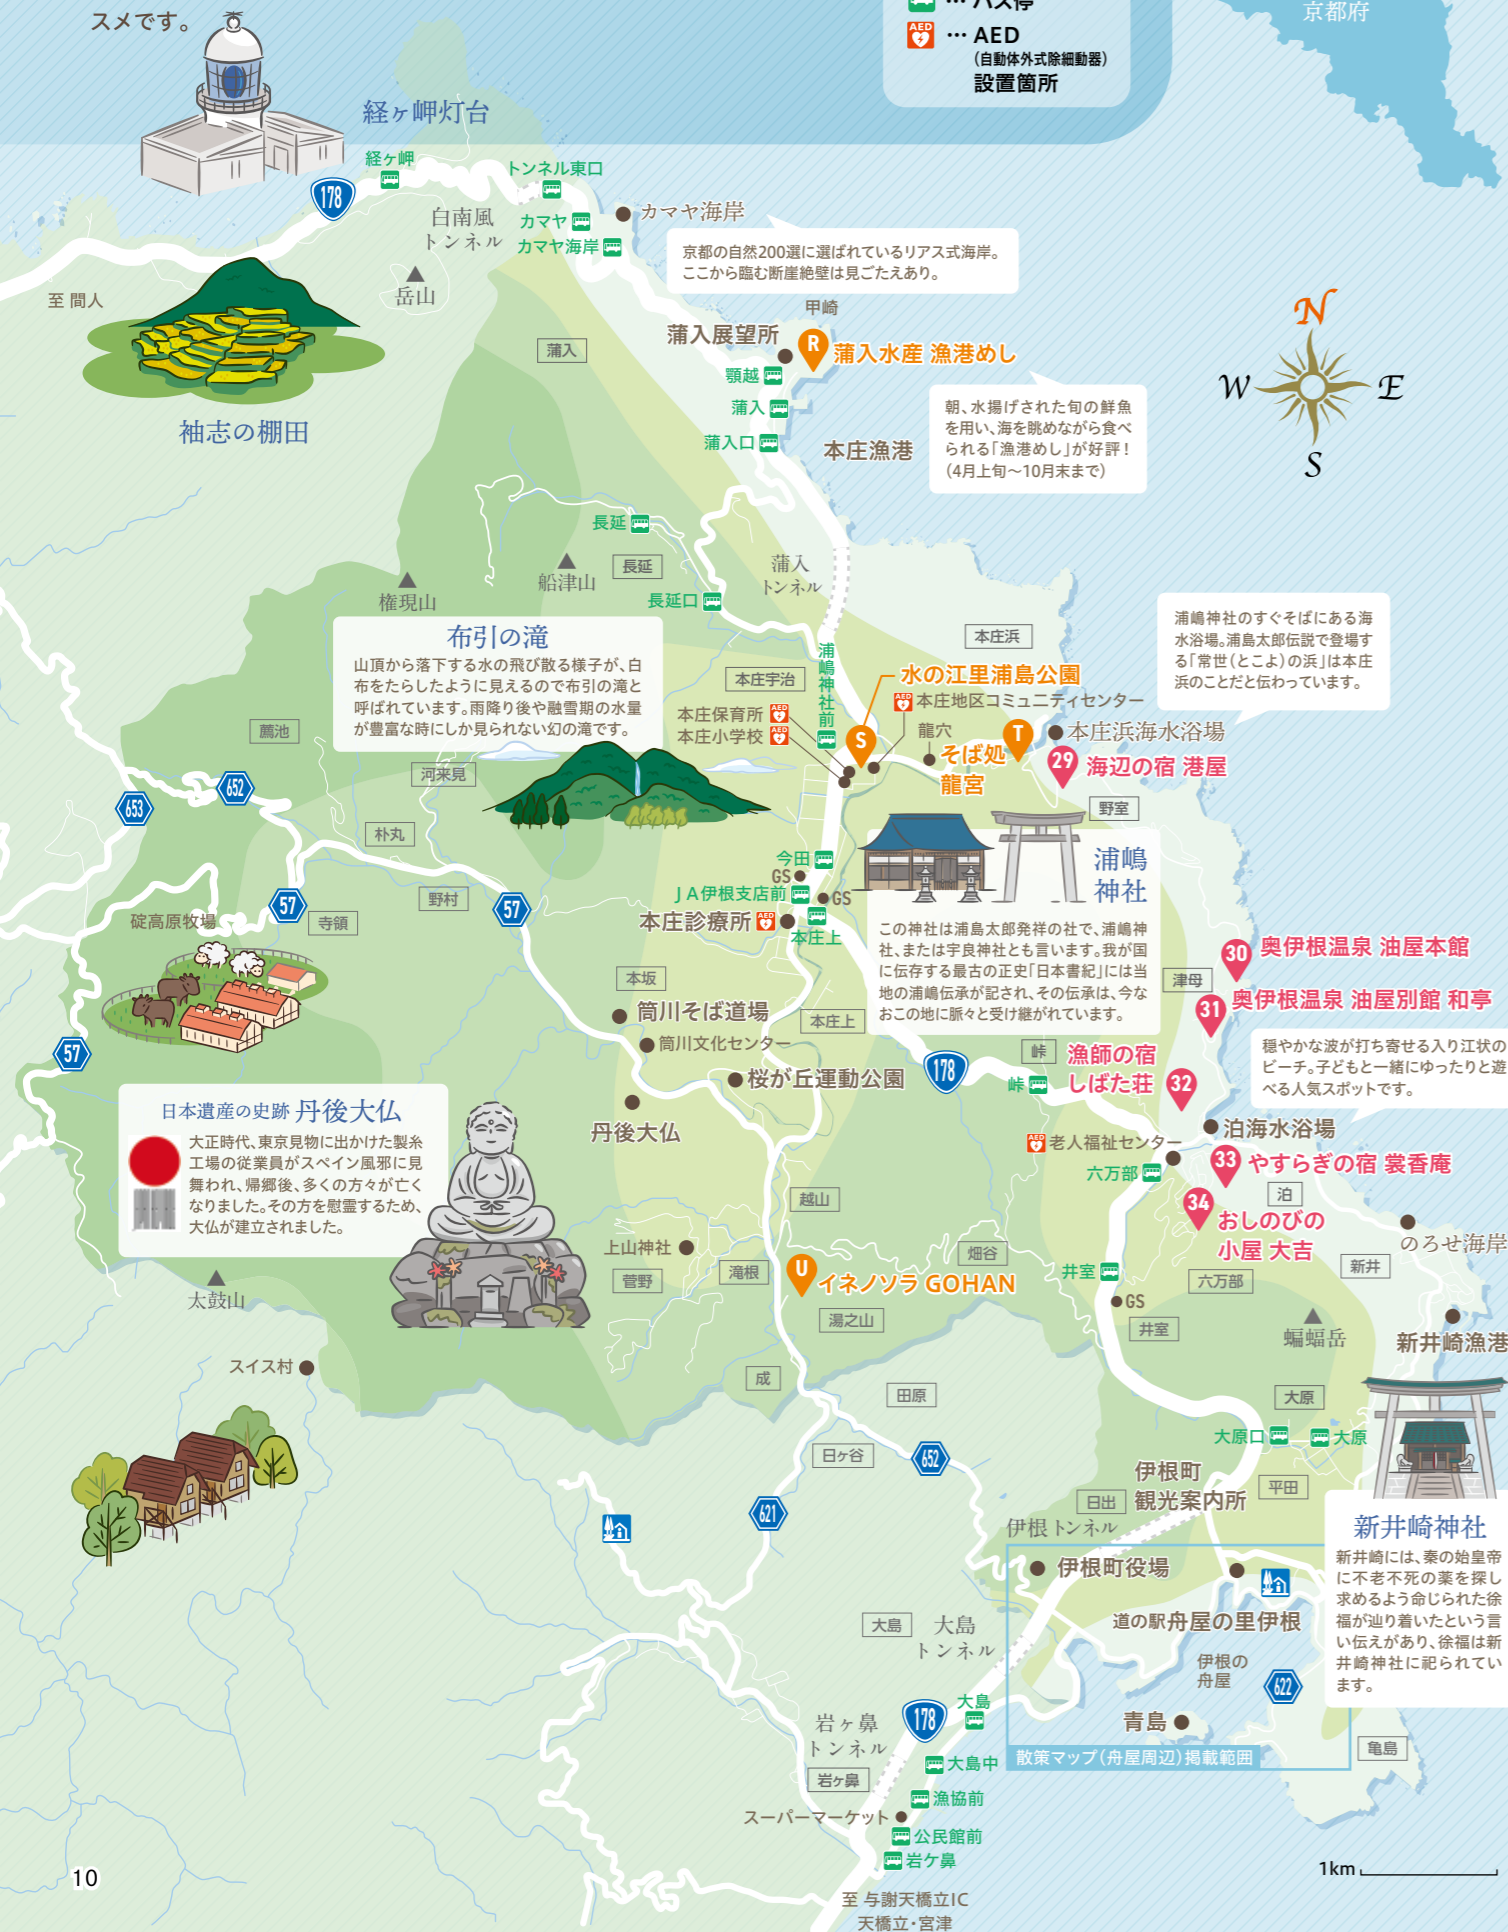 スメです。
バス停
… AED
(自動体外式除細動器)
設置箇所
京都府
経ヶ岬灯台
経ヶ岬
178
トンネル東口
白南風
トンネル
カマヤ
カマヤ海岸
カマヤ海岸
京都の自然200選に選ばれているリアス式海岸。
ここから臨む断崖絶壁は見ごたえあり。
至 間人
岳山
甲崎
蒲入展望所
R
蒲入水産 漁港めし
N
W
E
S
蒲入
顎越
蒲入
蒲入口
本庄漁港
朝、水揚げされた旬の鮮魚
を用い、海を眺めながら食べ
られる「漁港めし」が好評！
(4月上旬〜10月末まで)
袖志の棚田
長延
船津山
長延
権現山
長延口
蒲入
トンネル
布引の滝
山頂から落下する水の飛び散る様子が、白
布をたらしたように見えるので布引の滝と
呼ばれています。雨降り後や融雪期の水量
が豊富な時にしか見られない幻の滝です。
本庄浜
浦嶋神社のすぐそばにある海
水浴場。浦島太郎伝説で登場す
る「常世(とこよ)の浜」は本庄
浜のことだと伝わっています。
浦嶋神社前
本庄宇治
水の江里浦島公園
AED
本庄地区コミュニティセンター
本庄保育所
AED
本庄小学校
AED
S
龍穴
T
そば処
龍宮
本庄浜海水浴場
29
海辺の宿 港屋
薦池
河来見
652
653
朴丸
野室
浦嶋
神社
今田
GS
JA伊根支店前
GS
野村
57
57
寺領
碇高原牧場
本庄診療所
AED
本庄上
この神社は浦島太郎発祥の社で、浦嶋神
社、または宇良神社とも言います。我が国
に伝存する最古の正史「日本書紀」には当
地の浦嶋伝承が記され、その伝承は、今な
おこの地に脈々と受け継がれています。
30
奥伊根温泉 油屋本館
津母
31
奥伊根温泉 油屋別館 和亭
本坂
筒川そば道場
本庄上
筒川文化センター
57
桜が丘運動公園
178
峠
峠
漁師の宿
しばた荘
32
穏やかな波が打ち寄せる入り江状の
ビーチ。子どもと一緒にゆったりと遊
べる人気スポットです。
日本遺産の史跡 丹後大仏
大正時代、東京見物に出かけた製糸
工場の従業員がスペイン風邪に見
舞われ、帰郷後、多くの方々が亡く
なりました。その方を慰霊するため、
大仏が建立されました。
丹後大仏
AED
老人福祉センター
泊海水浴場
六万部
33
やすらぎの宿 裳香庵
越山
34
泊
おしのびの
小屋 大吉
のろせ海岸
上山神社
畑谷
新井
菅野
滝根
U
イネノソラ GOHAN
井室
六万部
太鼓山
GS
湯之山
井室
蝙蝠岳
新井崎漁港
スイス村
成
田原
大原
大原口
大原
日ヶ谷
652
伊根町
観光案内所
平田
日出
621
伊根トンネル
伊根町役場
新井崎神社
新井崎には、秦の始皇帝
に不老不死の薬を探し
求めるよう命じられた徐
福が辿り着いたという言
い伝えがあり、徐福は新
井崎神社に祀られてい
ます。
道の駅舟屋の里伊根
大島
大島
トンネル
伊根の
舟屋
622
大島
178
青島
岩ヶ鼻
トンネル
散策マップ(舟屋周辺)掲載範囲
亀島
大島中
岩ヶ鼻
漁協前
スーパーマーケット
公民館前
岩ケ鼻
10
1km
至 与謝天橋立IC
天橋立・宮津